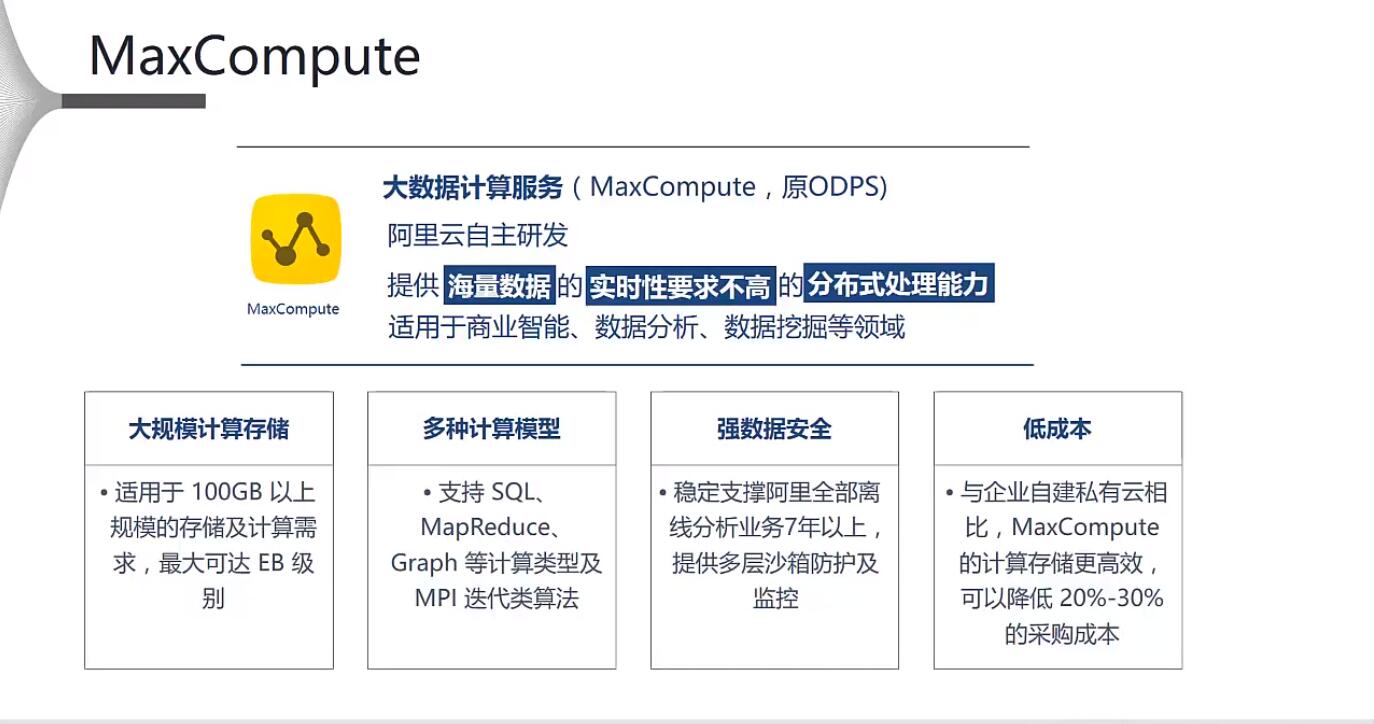 MaxCompute
大数据计算服务（MaxCompute，原ODPS)
阿里云自主研发
提供 海量数据 的 实时性要求不高 的 分布式处理能力
适用于商业智能、数据分析、数据挖掘等领域
MaxCompute
大规模计算存储
• 适用于 100GB 以上
规模的存储及计算需
求，最大可达 EB 级
别
多种计算模型
• 支持 SQL、
MapReduce、
Graph 等计算类型及
MPI 迭代类算法
强数据安全
• 稳定支撑阿里全部离
线分析业务7年以上，
提供多层沙箱防护及
监控
低成本
• 与企业自建私有云相
比，MaxCompute
的计算存储更高效，
可以降低 20%-30%
的采购成本